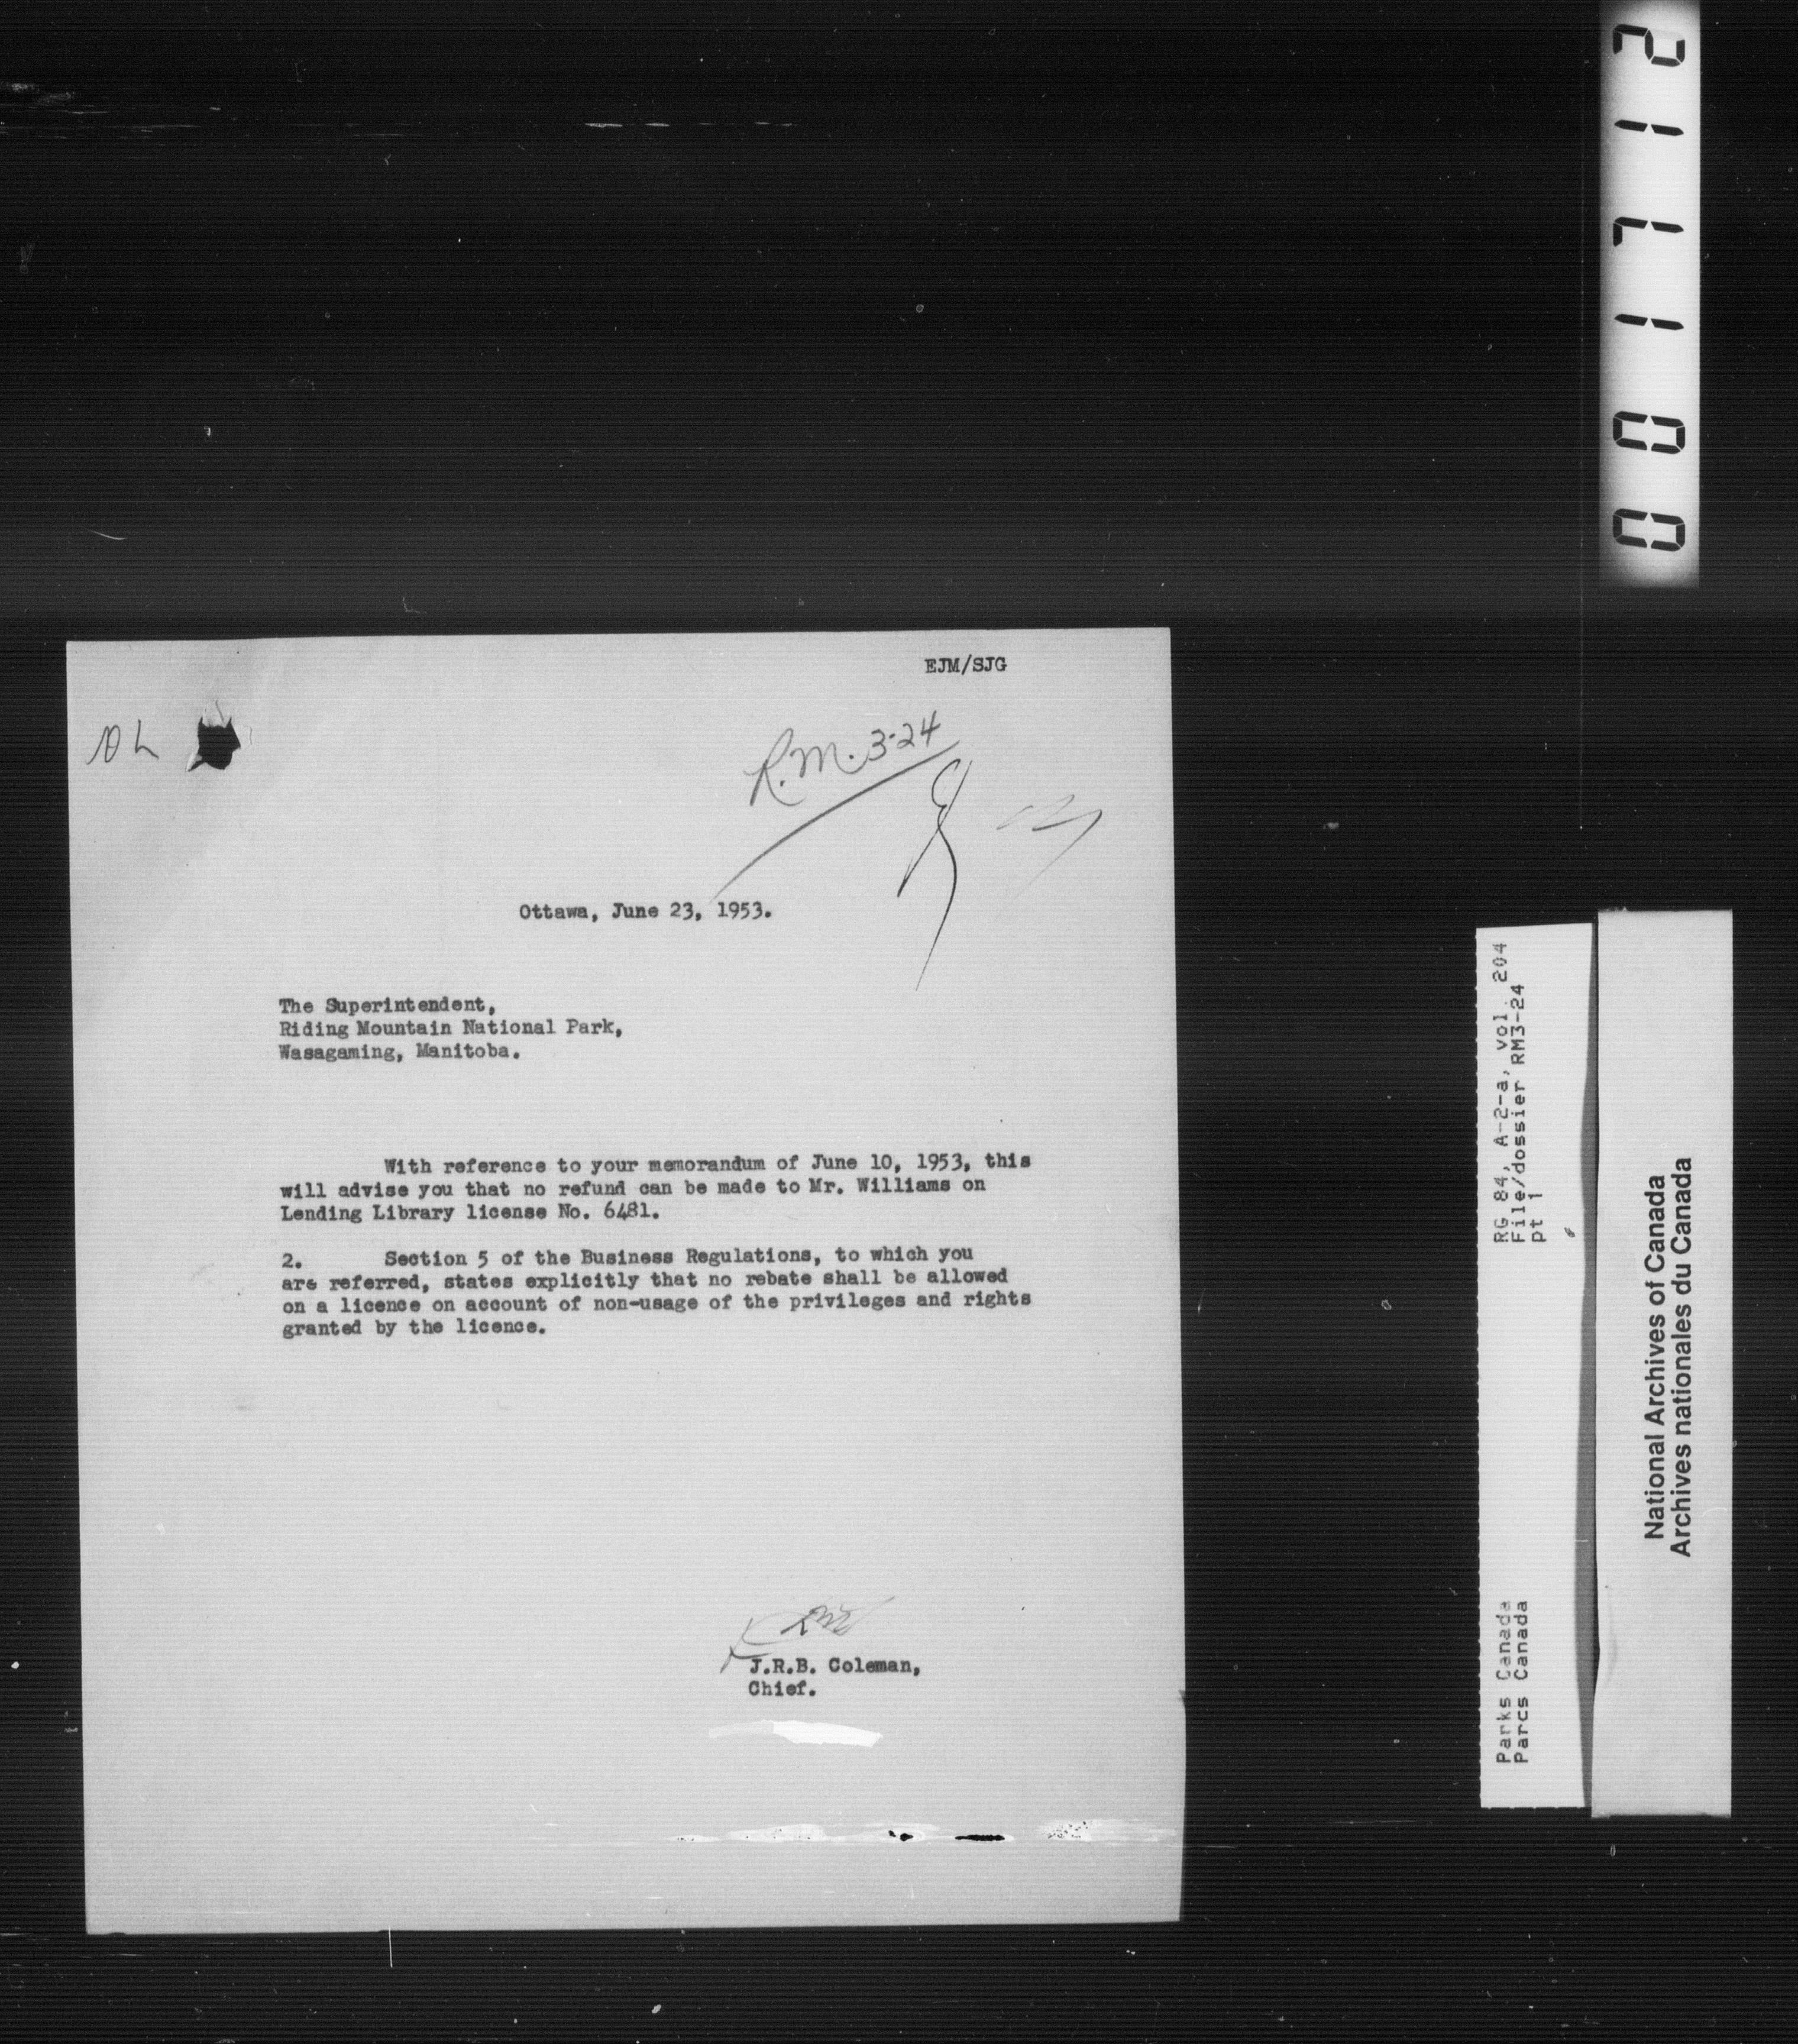 EJM/SJG
R.M. 3-24
Ottawa, June 23, 1953.
The Superintendent,
Riding Mountain National Park,
Wasagaming, Manitoba.
With reference to your memorandum of June 10, 1953, this
will advise you that no refund can be made to Mr. Williams on
Lending Library license No. 6481.
2. Section 5 of the Business Regulations, to which you
are referred, states explicitly that no rebate shall be allowed
on a licence on account of non-usage of the privileges and rights
granted by the licence.
J.R.B. Coleman,
Chief.
001712
RG 84, A-2-a, vol. 204
File/dossier RM3-24
pt 1
Parks Canada
Parcs Canada
National Archives of Canada
Archives nationales du Canada